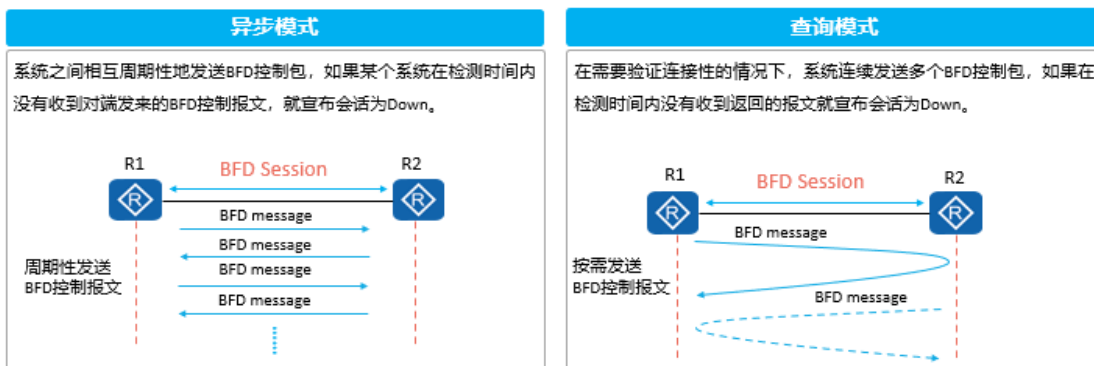 异步模式
系统之间相互周期性地发送BFD控制包，如果某个系统在检测时间内
没有收到对端发来的BFD控制报文，就宣布会话为Down。
R1
BFD Session
R2
R
R
BFD message
BFD message
BFD message
BFD message
周期性发送
BFD控制报文
查询模式
在需要验证连接性的情况下，系统连续发送多个BFD控制包，如果在
检测时间内没有收到返回的报文就宣布会话为Down。
R1
BFD Session
R2
R
R
BFD message
按需发送
BFD控制报文
BFD message